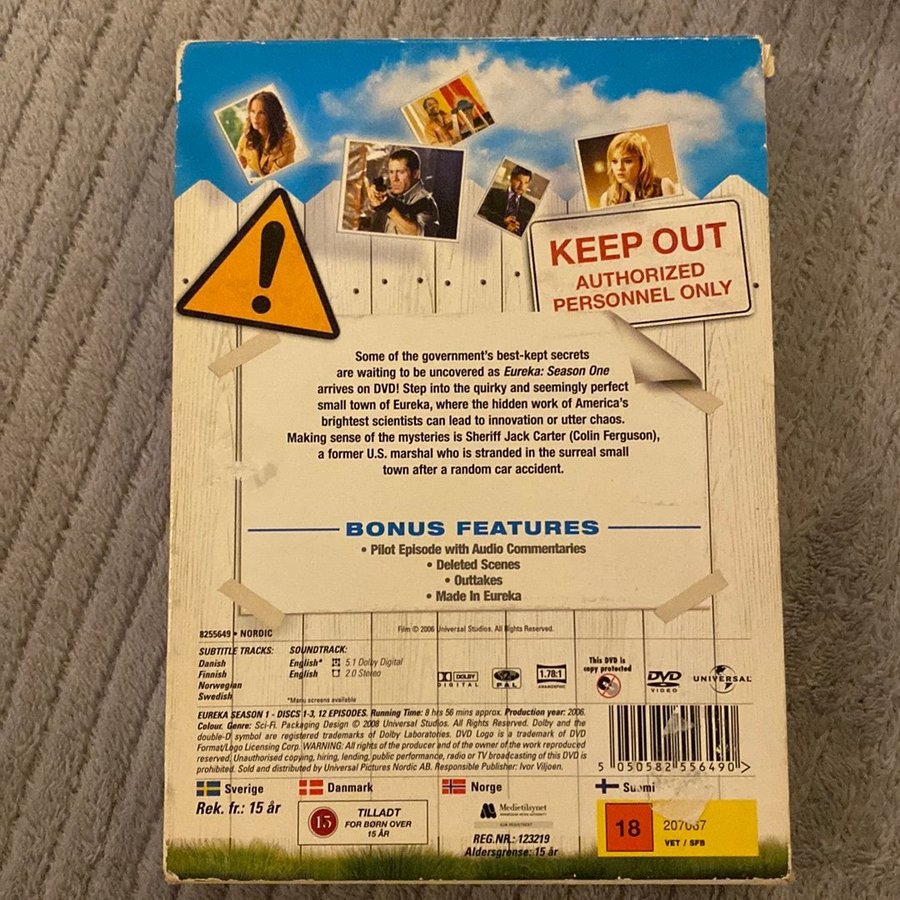 KEEP OUT
AUTHORIZED
PERSONNEL ONLY
Some of the government's best-kept secrets
are waiting to be uncovered as Eureka: Season One
arrives on DVD! Step into the quirky and seemingly perfect
small town of Eureka, where the hidden work of America's
brightest scientists can lead to innovation or utter chaos.
Making sense of the mysteries is Sheriff Jack Carter (Colin Ferguson),
a former U.S. marshal who is stranded in the surreal small
town after a random car accident.
BONUS FEATURES
• Pilot Episode with Audio Commentaries
• Deleted Scenes
• Outtakes
• Made In Eureka
Film © 2006 Universal Studios. All Rights Reserved.
8255649 • NORDIC
SUBTITLE TRACKS:
Danish
Finnish
Norwegian
Swedish
SOUNDTRACK:
English* 5.1 Dolby Digital
English 2.0 Stereo
*Menu screens available
DOLBY
DIGITAL
PAL
1.78:1
ANAMORPHIC
This DVD is
copy protected
DVD
VIDEO
UNIVERSAL
EUREKA SEASON 1 - DISCS 1-3, 12 EPISODES. Running Time: 8 hrs 56 mins approx. Production year: 2006.
Colour. Genre: Sci-Fi. Packaging Design © 2008 Universal Studios. All Rights Reserved. Dolby and the
double-D symbol are registered trademarks of Dolby Laboratories. DVD Logo is a trademark of DVD
Format/Logo Licensing Corp. WARNING: All rights of the producer and of the owner of the work reproduced
reserved. Unauthorised copying, hiring, lending, public performance, radio or TV broadcasting of this DVD is
prohibited. Sold and distributed by Universal Pictures Nordic AB. Responsible Publisher: Ivor Viljoen.
5 050582 556490 >
Sverige
Rek. fr.: 15 år
Danmark
15
TILLADT
FOR BØRN OVER
15 ÅR
Norge
Medietilsynet
NORWEGIAN MEDIA AUTHORITY
REG.NR.: 123219
Aldersgrense: 15 år
Suomi
18
207067
VET / SFB